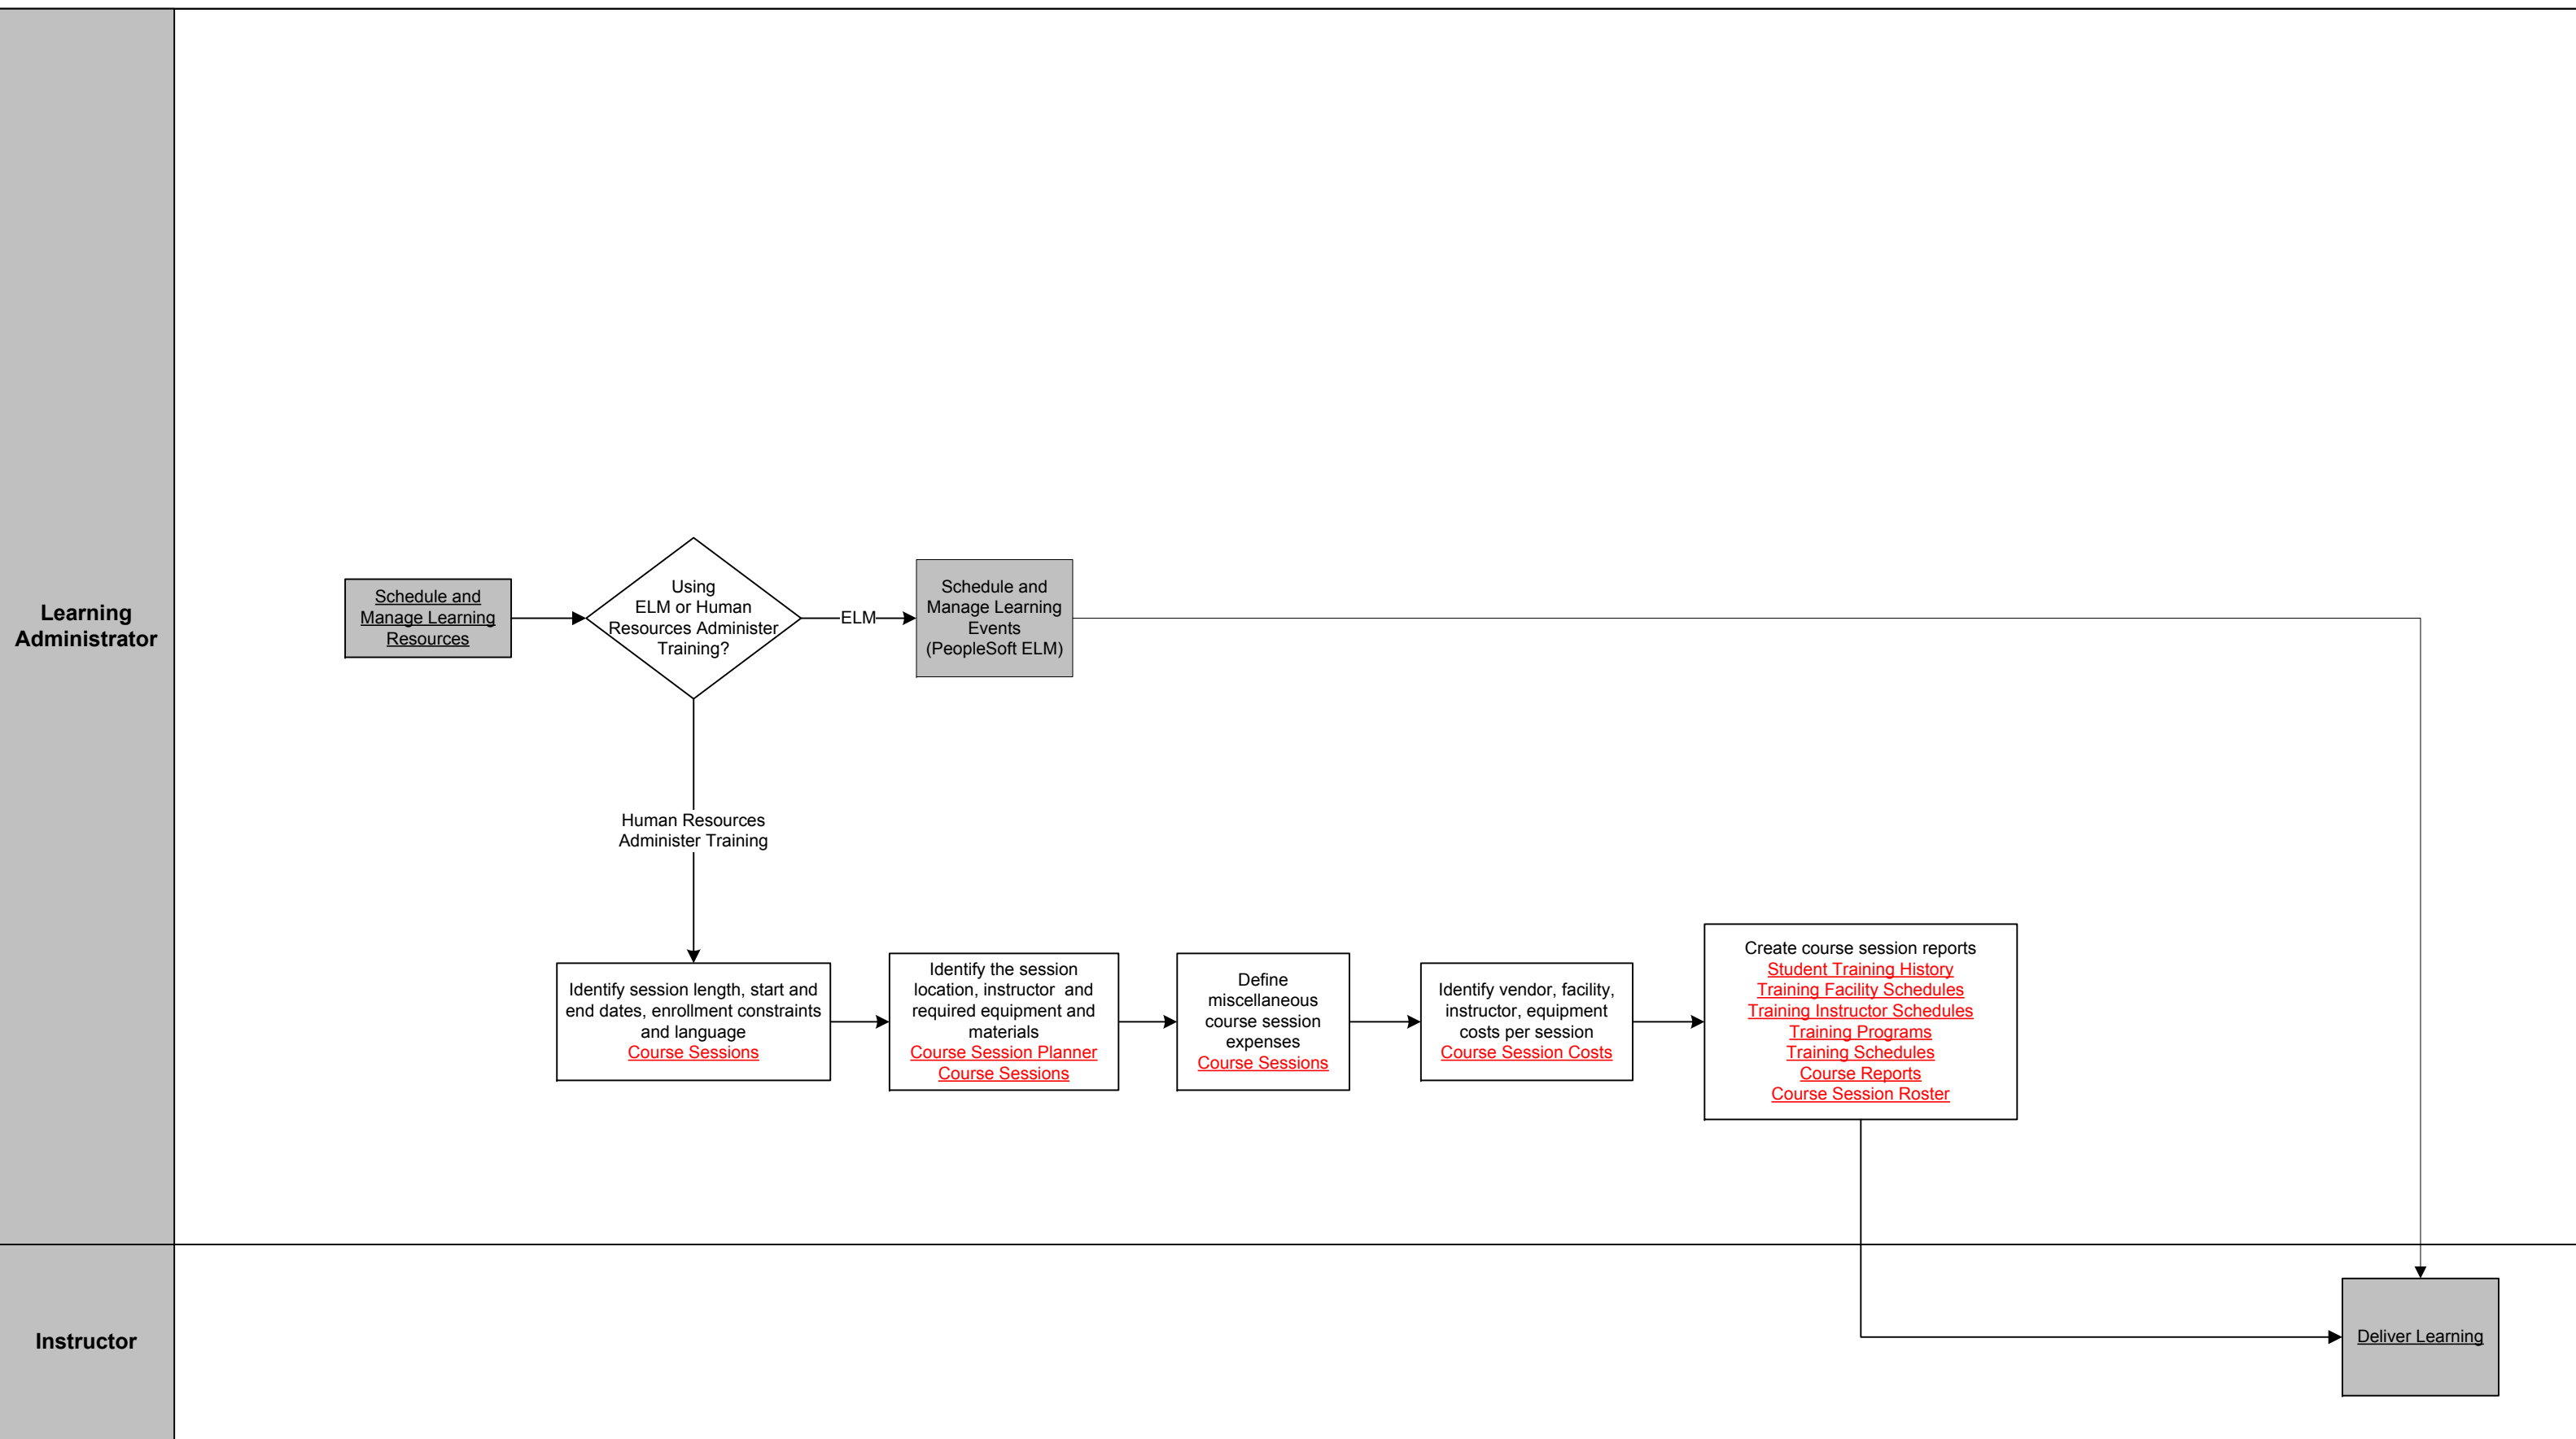 Learning
Administrator
Schedule and
Manage Learning
Resources
Using
ELM or Human
Resources Administer
Training?
ELM
Schedule and
Manage Learning
Events
(PeopleSoft ELM)
Human Resources
Administer Training
Identify session length, start and
end dates, enrollment constraints
and language
Course Sessions
Identify the session
location, instructor and
required equipment and
materials
Course Session Planner
Course Sessions
Define
miscellaneous
course session
expenses
Course Sessions
Identify vendor, facility,
instructor, equipment
costs per session
Course Session Costs
Create course session reports
Student Training History
Training Facility Schedules
Training Instructor Schedules
Training Programs
Training Schedules
Course Reports
Course Session Roster
Instructor
Deliver Learning